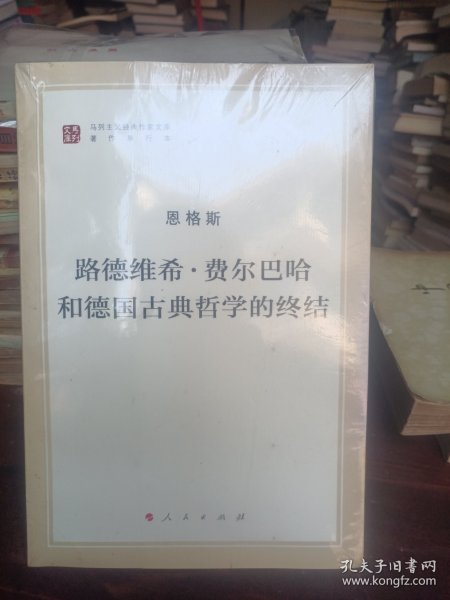 马列主义经典作家文库
著作单行本
恩格斯
路德维希·费尔巴哈
和德国古典哲学的终结
人民出版社
孔夫子旧书网
www.kongfz.com